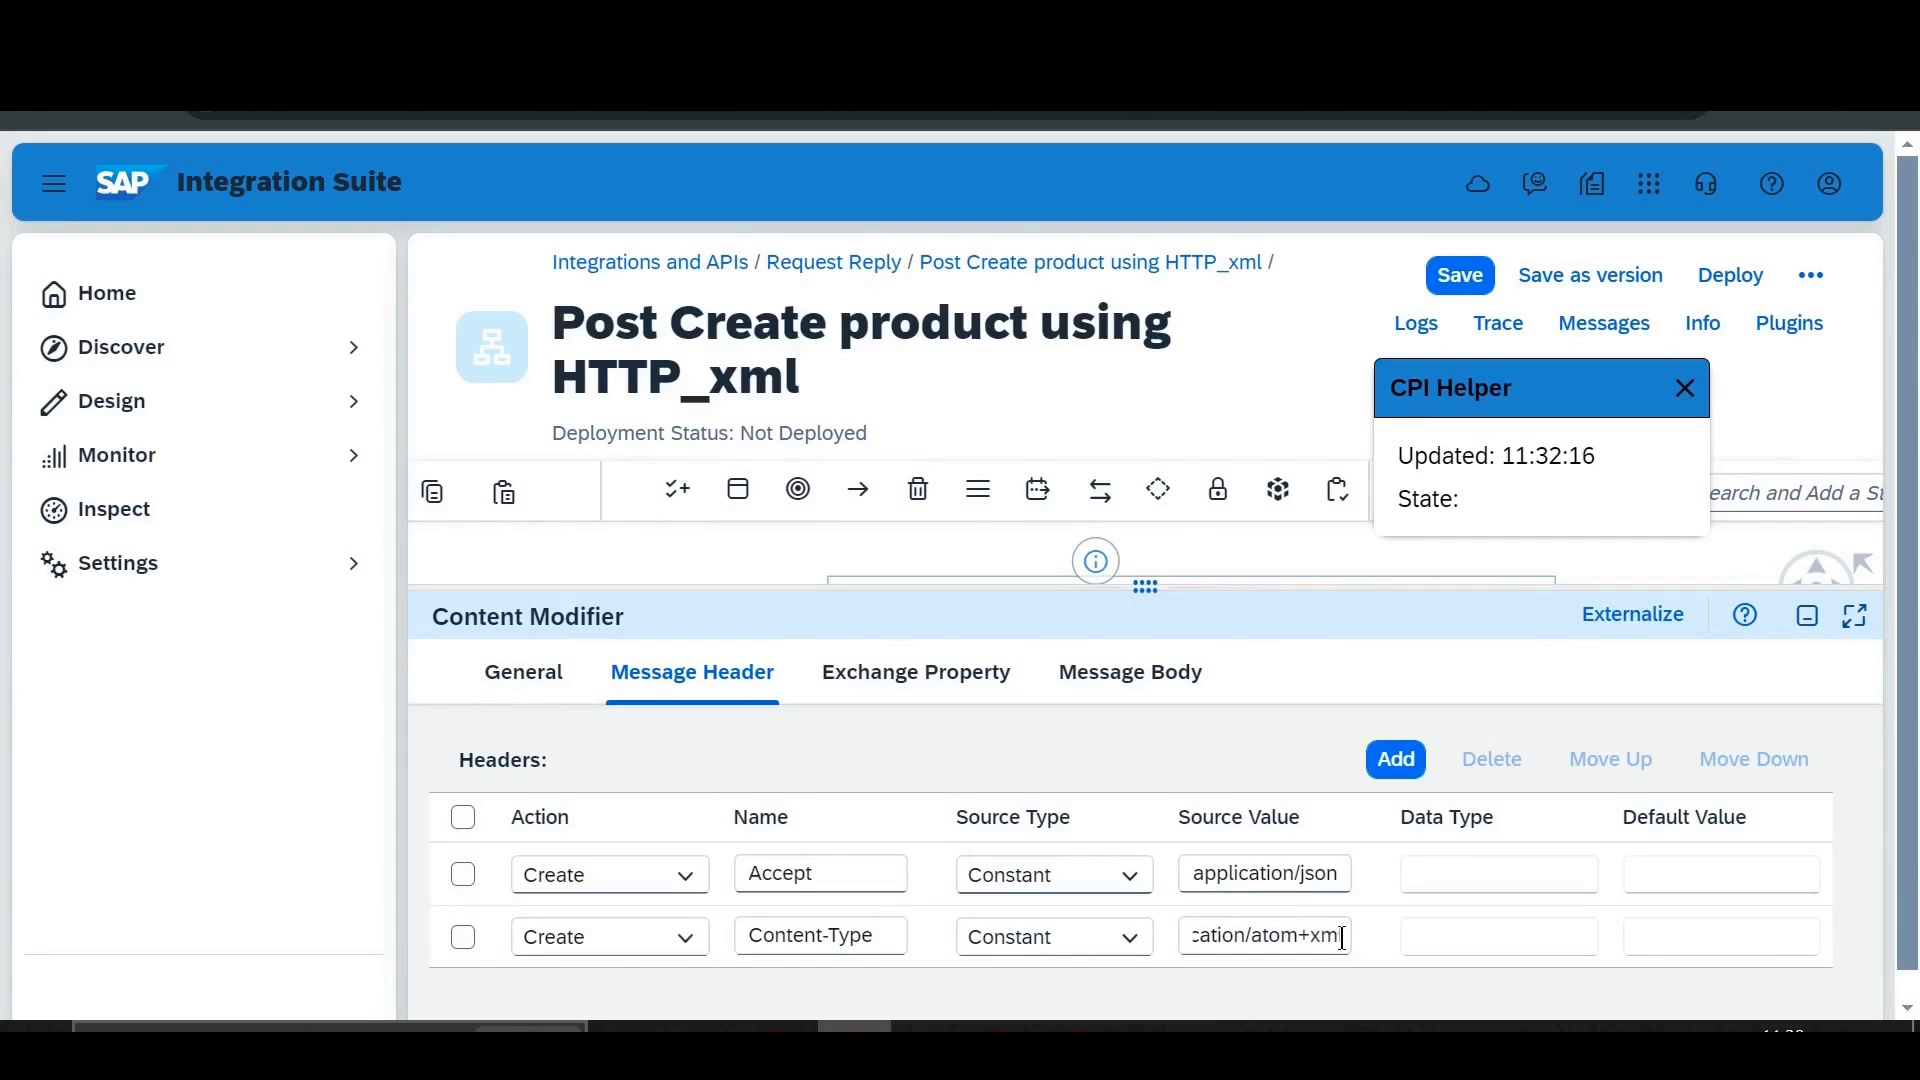 SAP Integration Suite
Home
Discover
Design
Monitor
Inspect
Settings
Integrations and APIs / Request Reply / Post Create product using HTTP_xml /
Post Create product using
HTTP_xml
Deployment Status: Not Deployed
Save Save as version Deploy
Logs Trace Messages Info Plugins
CPI Helper
Updated: 11:32:16
State:
earch and Add a St
Content Modifier
Externalize
General Message Header Exchange Property Message Body
Headers:
Add Delete Move Up Move Down
Action Name Source Type Source Value Data Type Default Value
Create Accept Constant application/json
Create Content-Type Constant cation/atom+xml